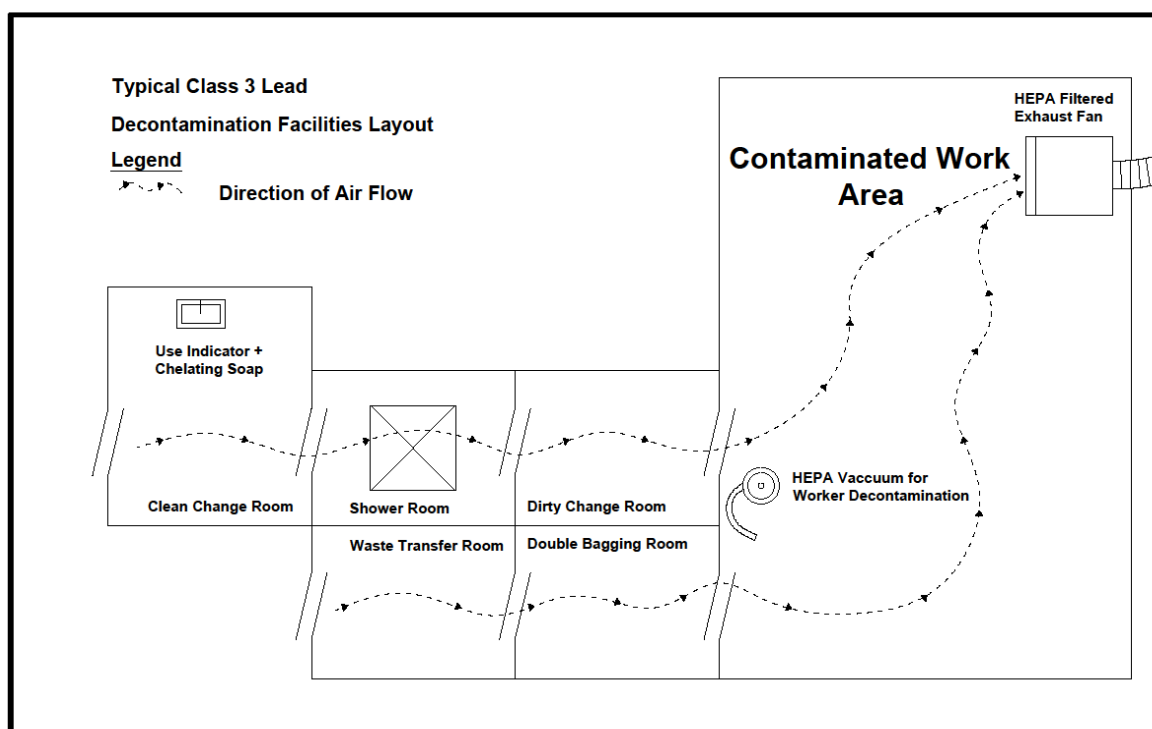 Typical Class 3 Lead
Decontamination Facilities Layout
Legend
Direction of Air Flow
HEPA Filtered
Exhaust Fan
Contaminated Work
Area
Use Indicator +
Chelating Soap
HEPA Vaccuum for
Worker Decontamination
Clean Change Room
Shower Room
Dirty Change Room
Waste Transfer Room
Double Bagging Room